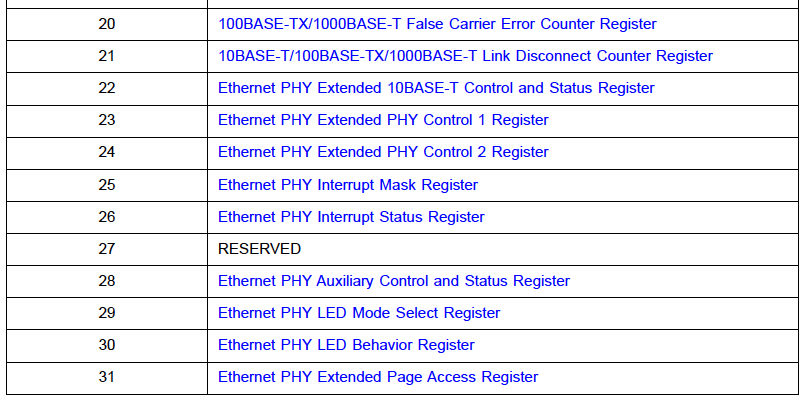 20 100BASE-TX/1000BASE-T False Carrier Error Counter Register
21 10BASE-T/100BASE-TX/1000BASE-T Link Disconnect Counter Register
22 Ethernet PHY Extended 10BASE-T Control and Status Register
23 Ethernet PHY Extended PHY Control 1 Register
24 Ethernet PHY Extended PHY Control 2 Register
25 Ethernet PHY Interrupt Mask Register
26 Ethernet PHY Interrupt Status Register
27 RESERVED
28 Ethernet PHY Auxiliary Control and Status Register
29 Ethernet PHY LED Mode Select Register
30 Ethernet PHY LED Behavior Register
31 Ethernet PHY Extended Page Access Register